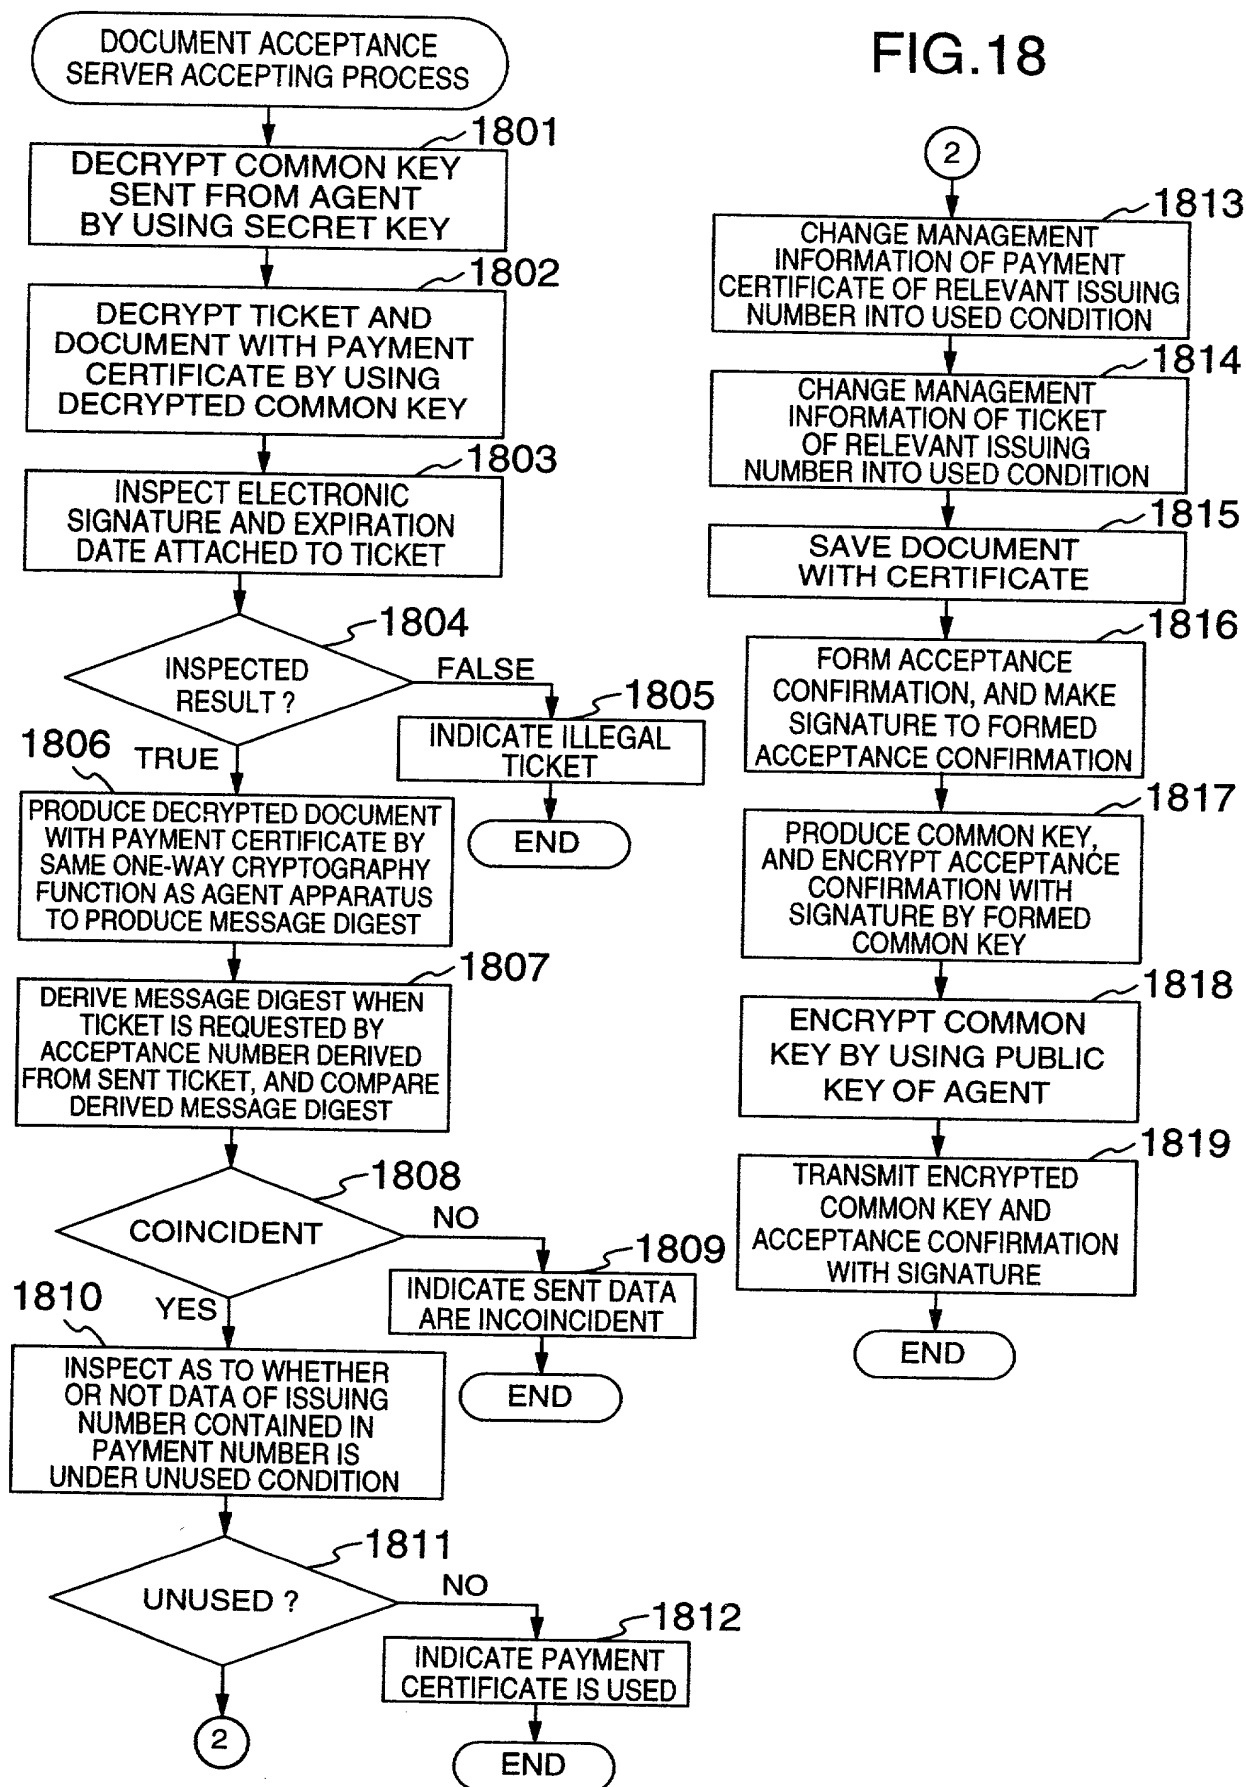 FIG.18
DOCUMENT ACCEPTANCE
SERVER ACCEPTING PROCESS
1801
DECRYPT COMMON KEY
SENT FROM AGENT
BY USING SECRET KEY
1802
DECRYPT TICKET AND
DOCUMENT WITH PAYMENT
CERTIFICATE BY USING
DECRYPTED COMMON KEY
1803
INSPECT ELECTRONIC
SIGNATURE AND EXPIRATION
DATE ATTACHED TO TICKET
1804
INSPECTED
RESULT ?
FALSE
1805
INDICATE ILLEGAL
TICKET
END
TRUE
1806
PRODUCE DECRYPTED DOCUMENT
WITH PAYMENT CERTIFICATE BY
SAME ONE-WAY CRYPTOGRAPHY
FUNCTION AS AGENT APPARATUS
TO PRODUCE MESSAGE DIGEST
1807
DERIVE MESSAGE DIGEST WHEN
TICKET IS REQUESTED BY
ACCEPTANCE NUMBER DERIVED
FROM SENT TICKET, AND COMPARE
DERIVED MESSAGE DIGEST
1808
COINCIDENT
NO
1809
INDICATE SENT DATA
ARE INCOINCIDENT
END
YES
1810
INSPECT AS TO WHETHER
OR NOT DATA OF ISSUING
NUMBER CONTAINED IN
PAYMENT NUMBER IS
UNDER UNUSED CONDITION
1811
UNUSED ?
NO
1812
INDICATE PAYMENT
CERTIFICATE IS USED
END
2
2
1813
CHANGE MANAGEMENT
INFORMATION OF PAYMENT
CERTIFICATE OF RELEVANT ISSUING
NUMBER INTO USED CONDITION
1814
CHANGE MANAGEMENT
INFORMATION OF TICKET
OF RELEVANT ISSUING
NUMBER INTO USED CONDITION
1815
SAVE DOCUMENT
WITH CERTIFICATE
1816
FORM ACCEPTANCE
CONFIRMATION, AND MAKE
SIGNATURE TO FORMED
ACCEPTANCE CONFIRMATION
1817
PRODUCE COMMON KEY,
AND ENCRYPT ACCEPTANCE
CONFIRMATION WITH
SIGNATURE BY FORMED
COMMON KEY
1818
ENCRYPT COMMON
KEY BY USING PUBLIC
KEY OF AGENT
1819
TRANSMIT ENCRYPTED
COMMON KEY AND
ACCEPTANCE CONFIRMATION
WITH SIGNATURE
END